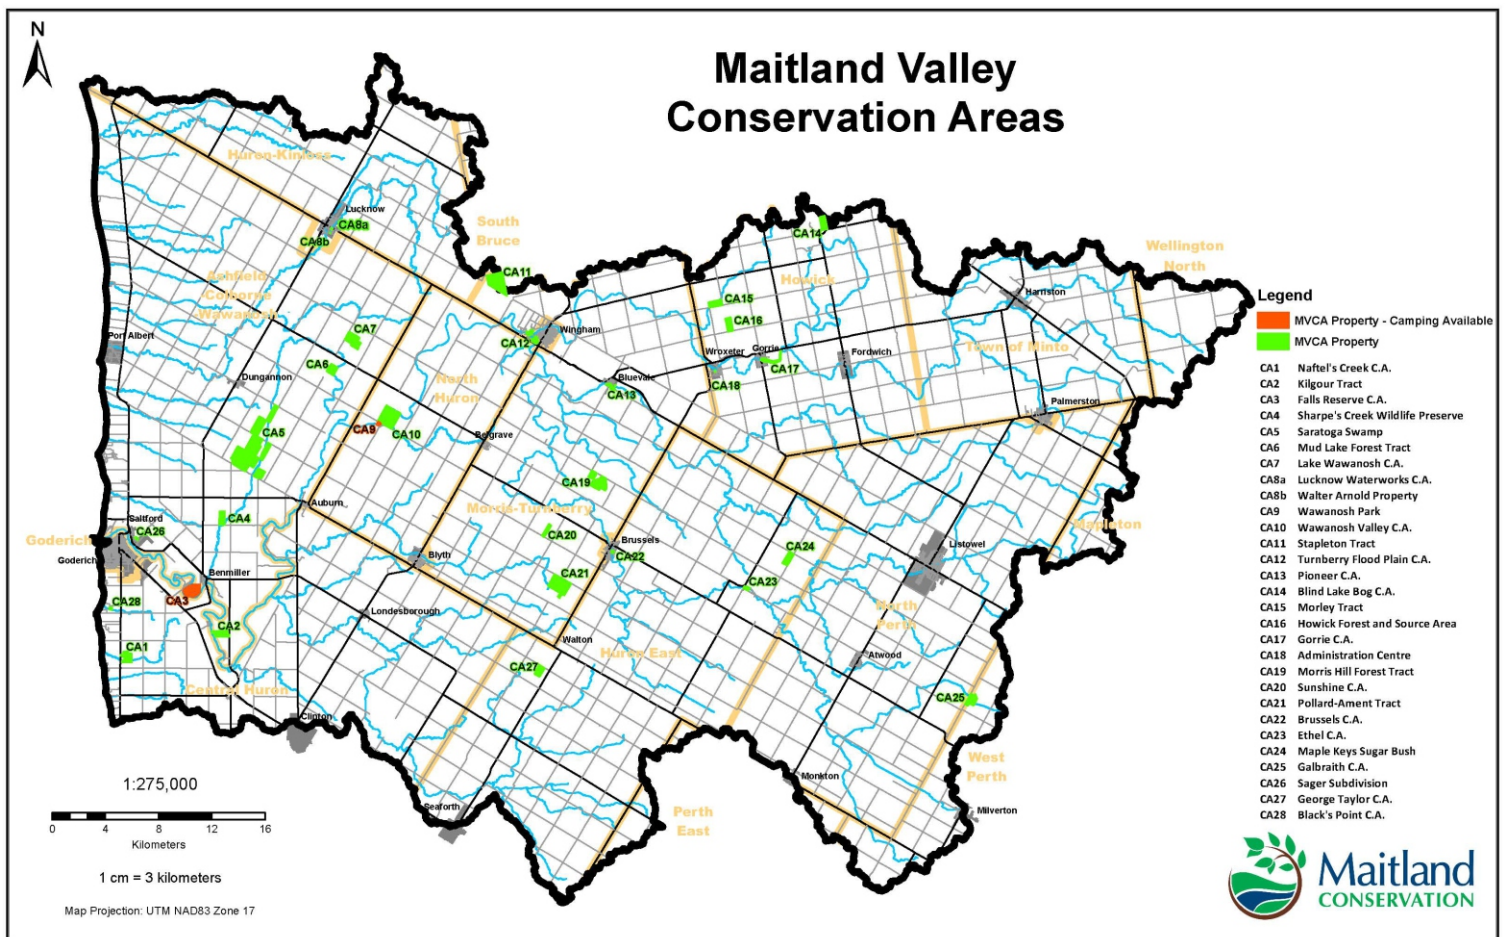 N
Maitland Valley
Conservation Areas
Huron-Kinloss
Lucknow
CA8a
CA8b
South
Bruce
CA14
Wellington
North
Ashfield
-Colborne
-Wawanosh
CA11
Howick
Harriston
CA15
CA16
CA7
Port Albert
Wingham
CA12
Wroxeter
Gorrie
Fordwich
Town of Minto
CA6
CA17
Dungannon
North
Huron
Bluevale
CA13
CA18
Palmerston
CA5
CA9
CA10
Belgrave
CA19
Auburn
Morris-Turnberry
CA4
Saltford
CA26
Mapleton
Goderich
Goderich
CA20
Brussels
CA22
CA24
Listowel
Blyth
Benmiller
CA21
CA23
CA3
CA28
Londesborough
North
Perth
CA2
CA1
Walton
Huron East
Atwood
CA27
Central Huron
CA25
Clinton
West
Perth
Monkton
Seaforth
Perth
East
Milverton
1:275,000
0 4 8 12 16
Kilometers
1 cm = 3 kilometers
Map Projection: UTM NAD83 Zone 17
Legend
MVCA Property - Camping Available
MVCA Property
CA1 Naftel's Creek C.A.
CA2 Kilgour Tract
CA3 Falls Reserve C.A.
CA4 Sharpe's Creek Wildlife Preserve
CA5 Saratoga Swamp
CA6 Mud Lake Forest Tract
CA7 Lake Wawanosh C.A.
CA8a Lucknow Waterworks C.A.
CA8b Walter Arnold Property
CA9 Wawanosh Park
CA10 Wawanosh Valley C.A.
CA11 Stapleton Tract
CA12 Turnberry Flood Plain C.A.
CA13 Pioneer C.A.
CA14 Blind Lake Bog C.A.
CA15 Morley Tract
CA16 Howick Forest and Source Area
CA17 Gorrie C.A.
CA18 Administration Centre
CA19 Morris Hill Forest Tract
CA20 Sunshine C.A.
CA21 Pollard-Ament Tract
CA22 Brussels C.A.
CA23 Ethel C.A.
CA24 Maple Keys Sugar Bush
CA25 Galbraith C.A.
CA26 Sager Subdivision
CA27 George Taylor C.A.
CA28 Black's Point C.A.
Maitland
CONSERVATION